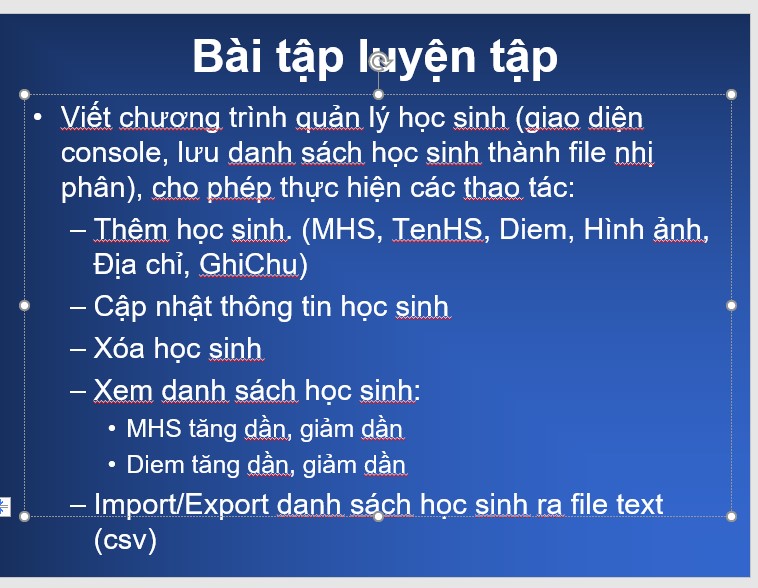 Bài tập luyện tập
• Viết chương trình quản lý học sinh (giao diện
console, lưu danh sách học sinh thành file nhị
phân), cho phép thực hiện các thao tác:
– Thêm học sinh. (MHS, TenHS, Diem, Hình ảnh,
Địa chỉ, GhiChu)
– Cập nhật thông tin học sinh
– Xóa học sinh
– Xem danh sách học sinh:
• MHS tăng dần, giảm dần
• Diem tăng dần, giảm dần
– Import/Export danh sách học sinh ra file text
(csv)